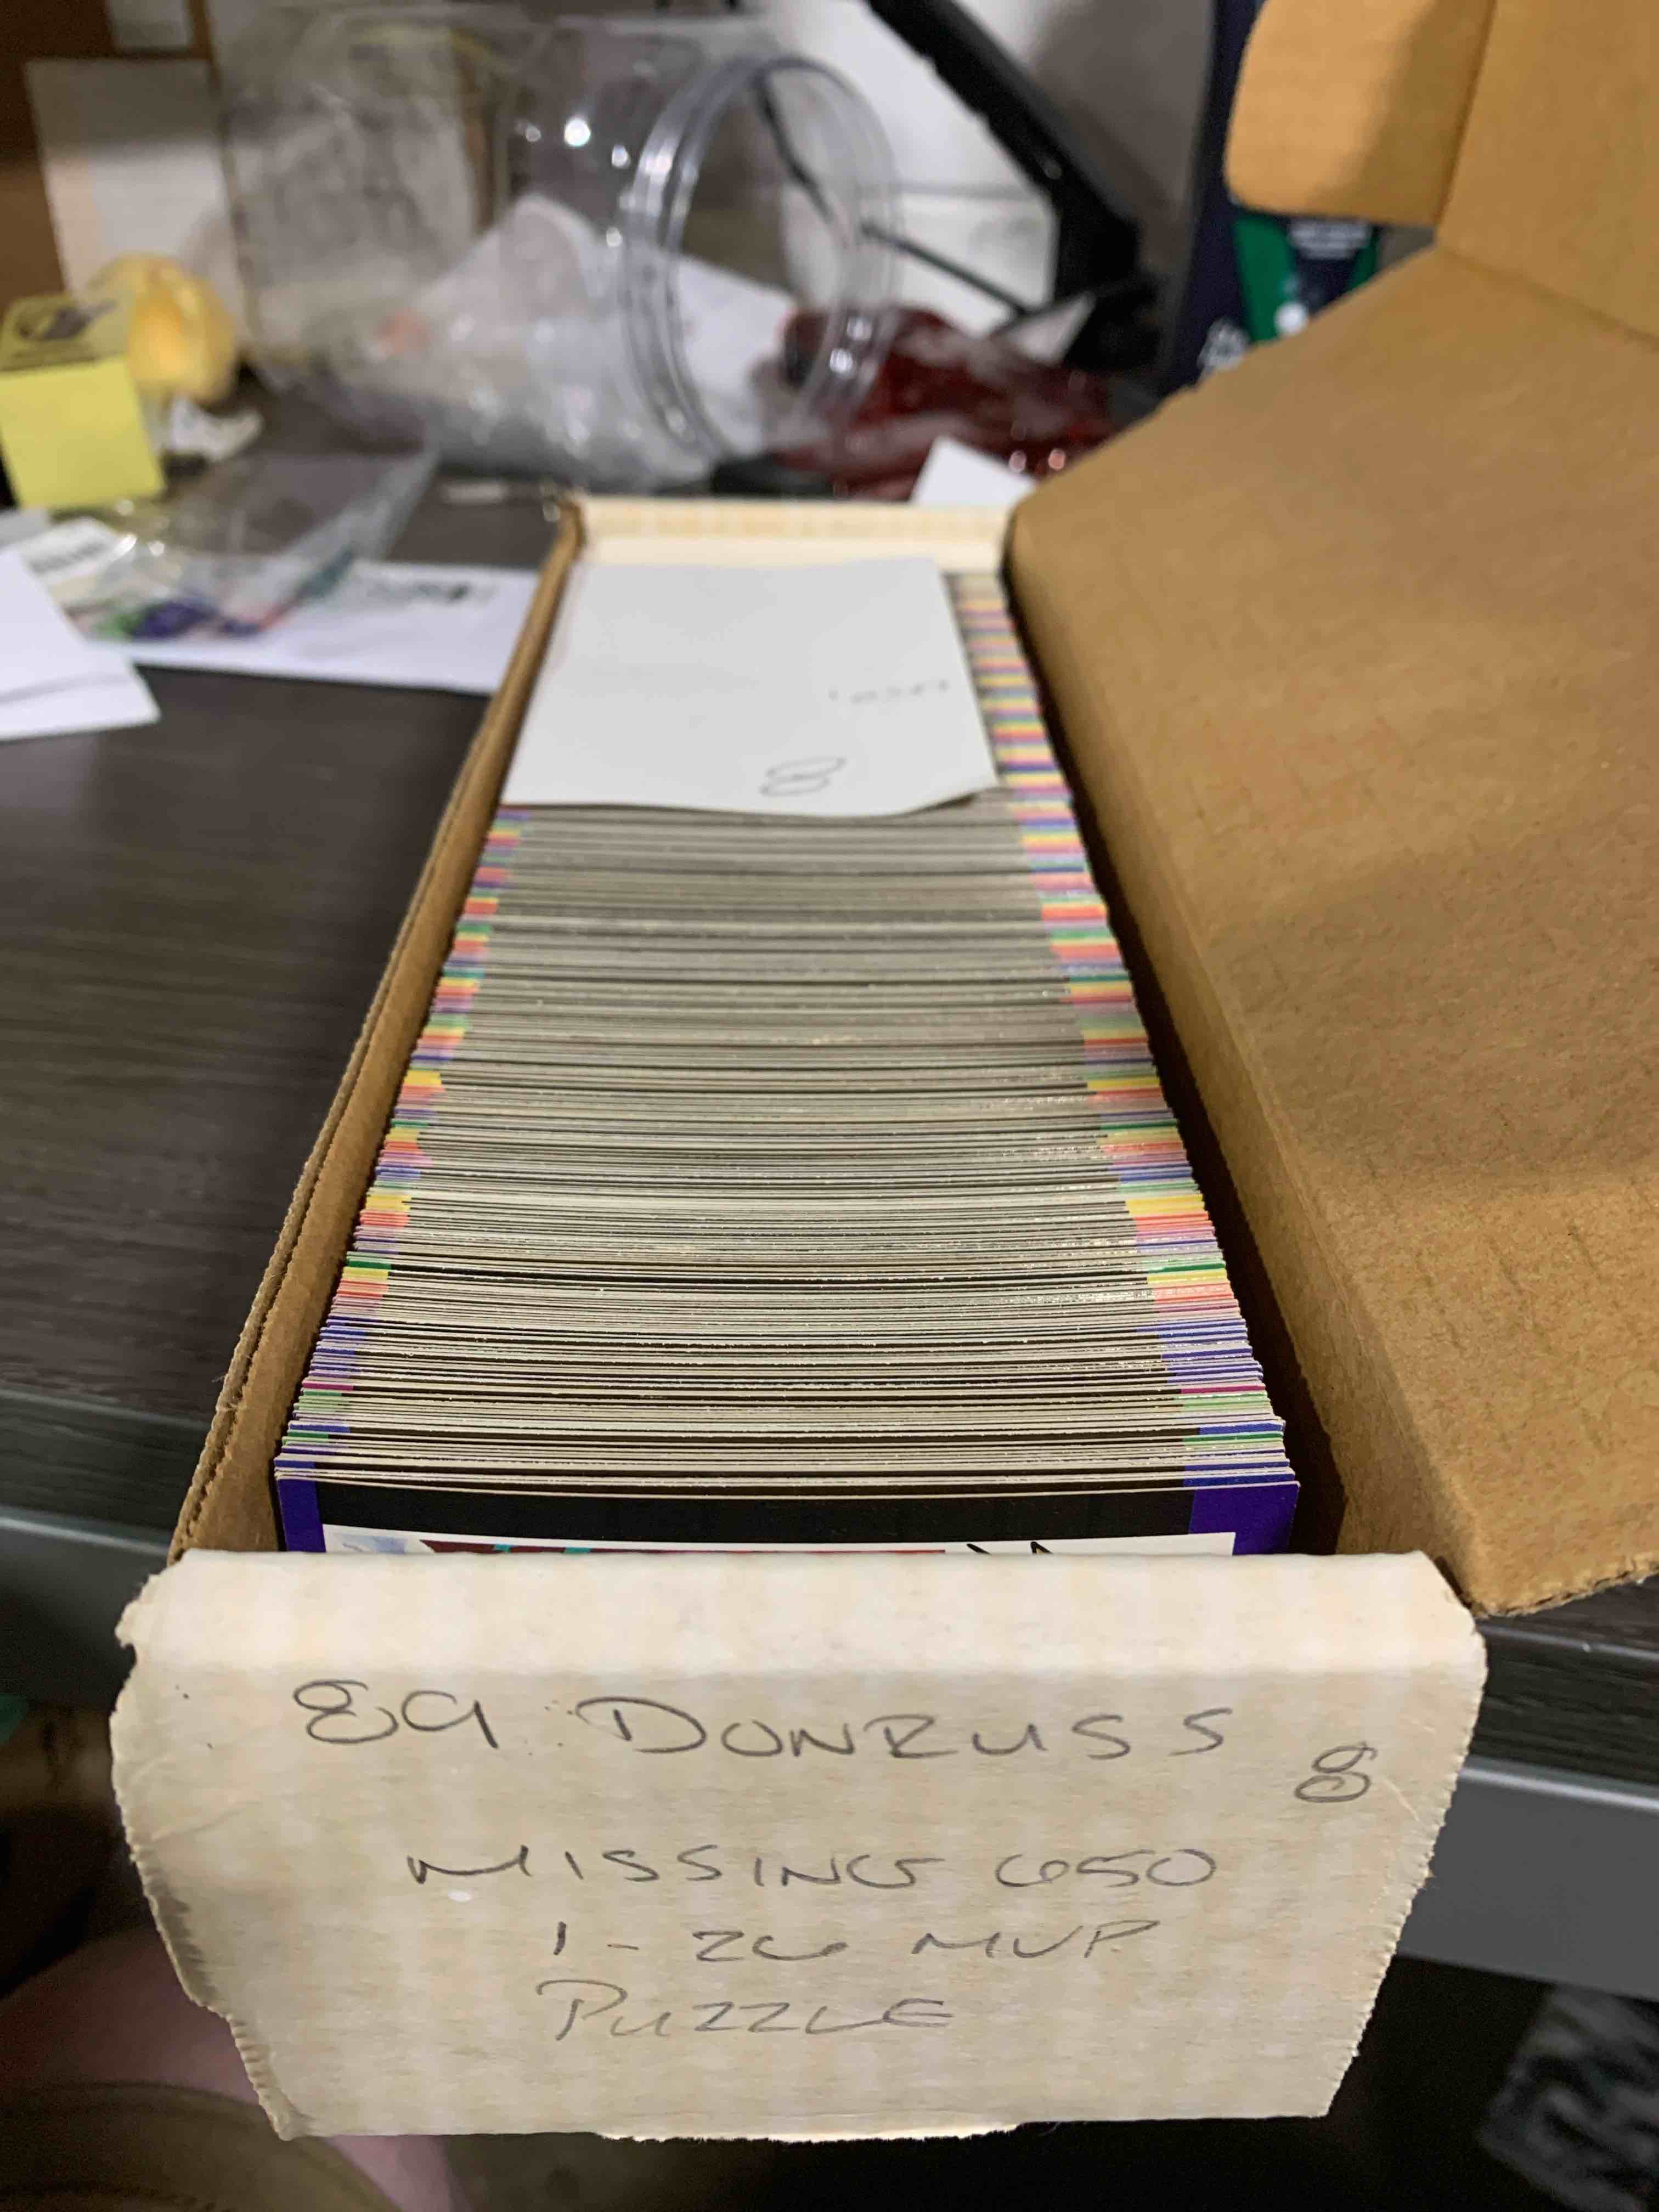 8
89 DONRUSS
8
MISSING 650
1-26 MVP
PUZZLE